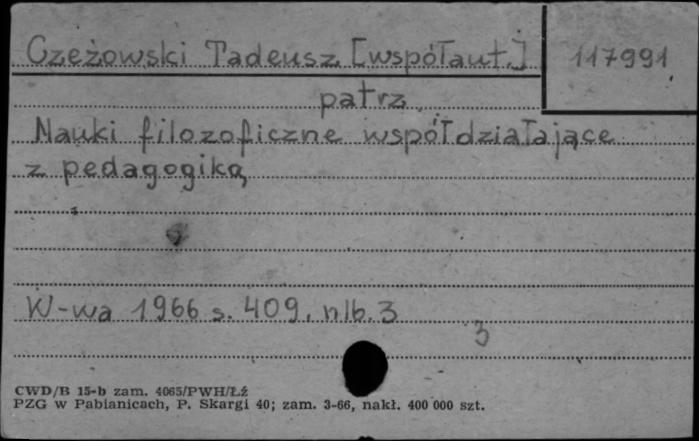 Czeżowski Tadeusz [współaut.]
117991
patrz
Nauki filozoficzne współdziałające
z pedagogiką
W-wa 1966 s. 409, nlb. 3
3
CWD/B 15-b zam. 4065/PWH/Łź
PZG w Pabianicach, P. Skargi 40; zam. 3-66, nakł. 400 000 szt.